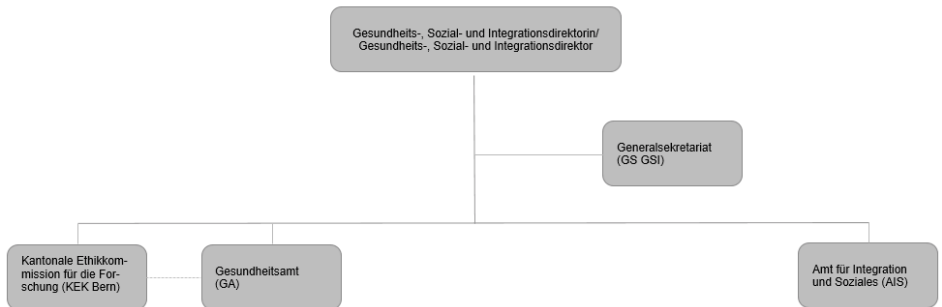 Gesundheits-, Sozial- und Integrationsdirektorin/
Gesundheits-, Sozial- und Integrationsdirektor
Generalsekretariat
(GS GSI)
Kantonale Ethikkom-
mission für die For-
schung (KEK Bern)
Gesundheitsamt
(GA)
Amt für Integration
und Soziales (AIS)